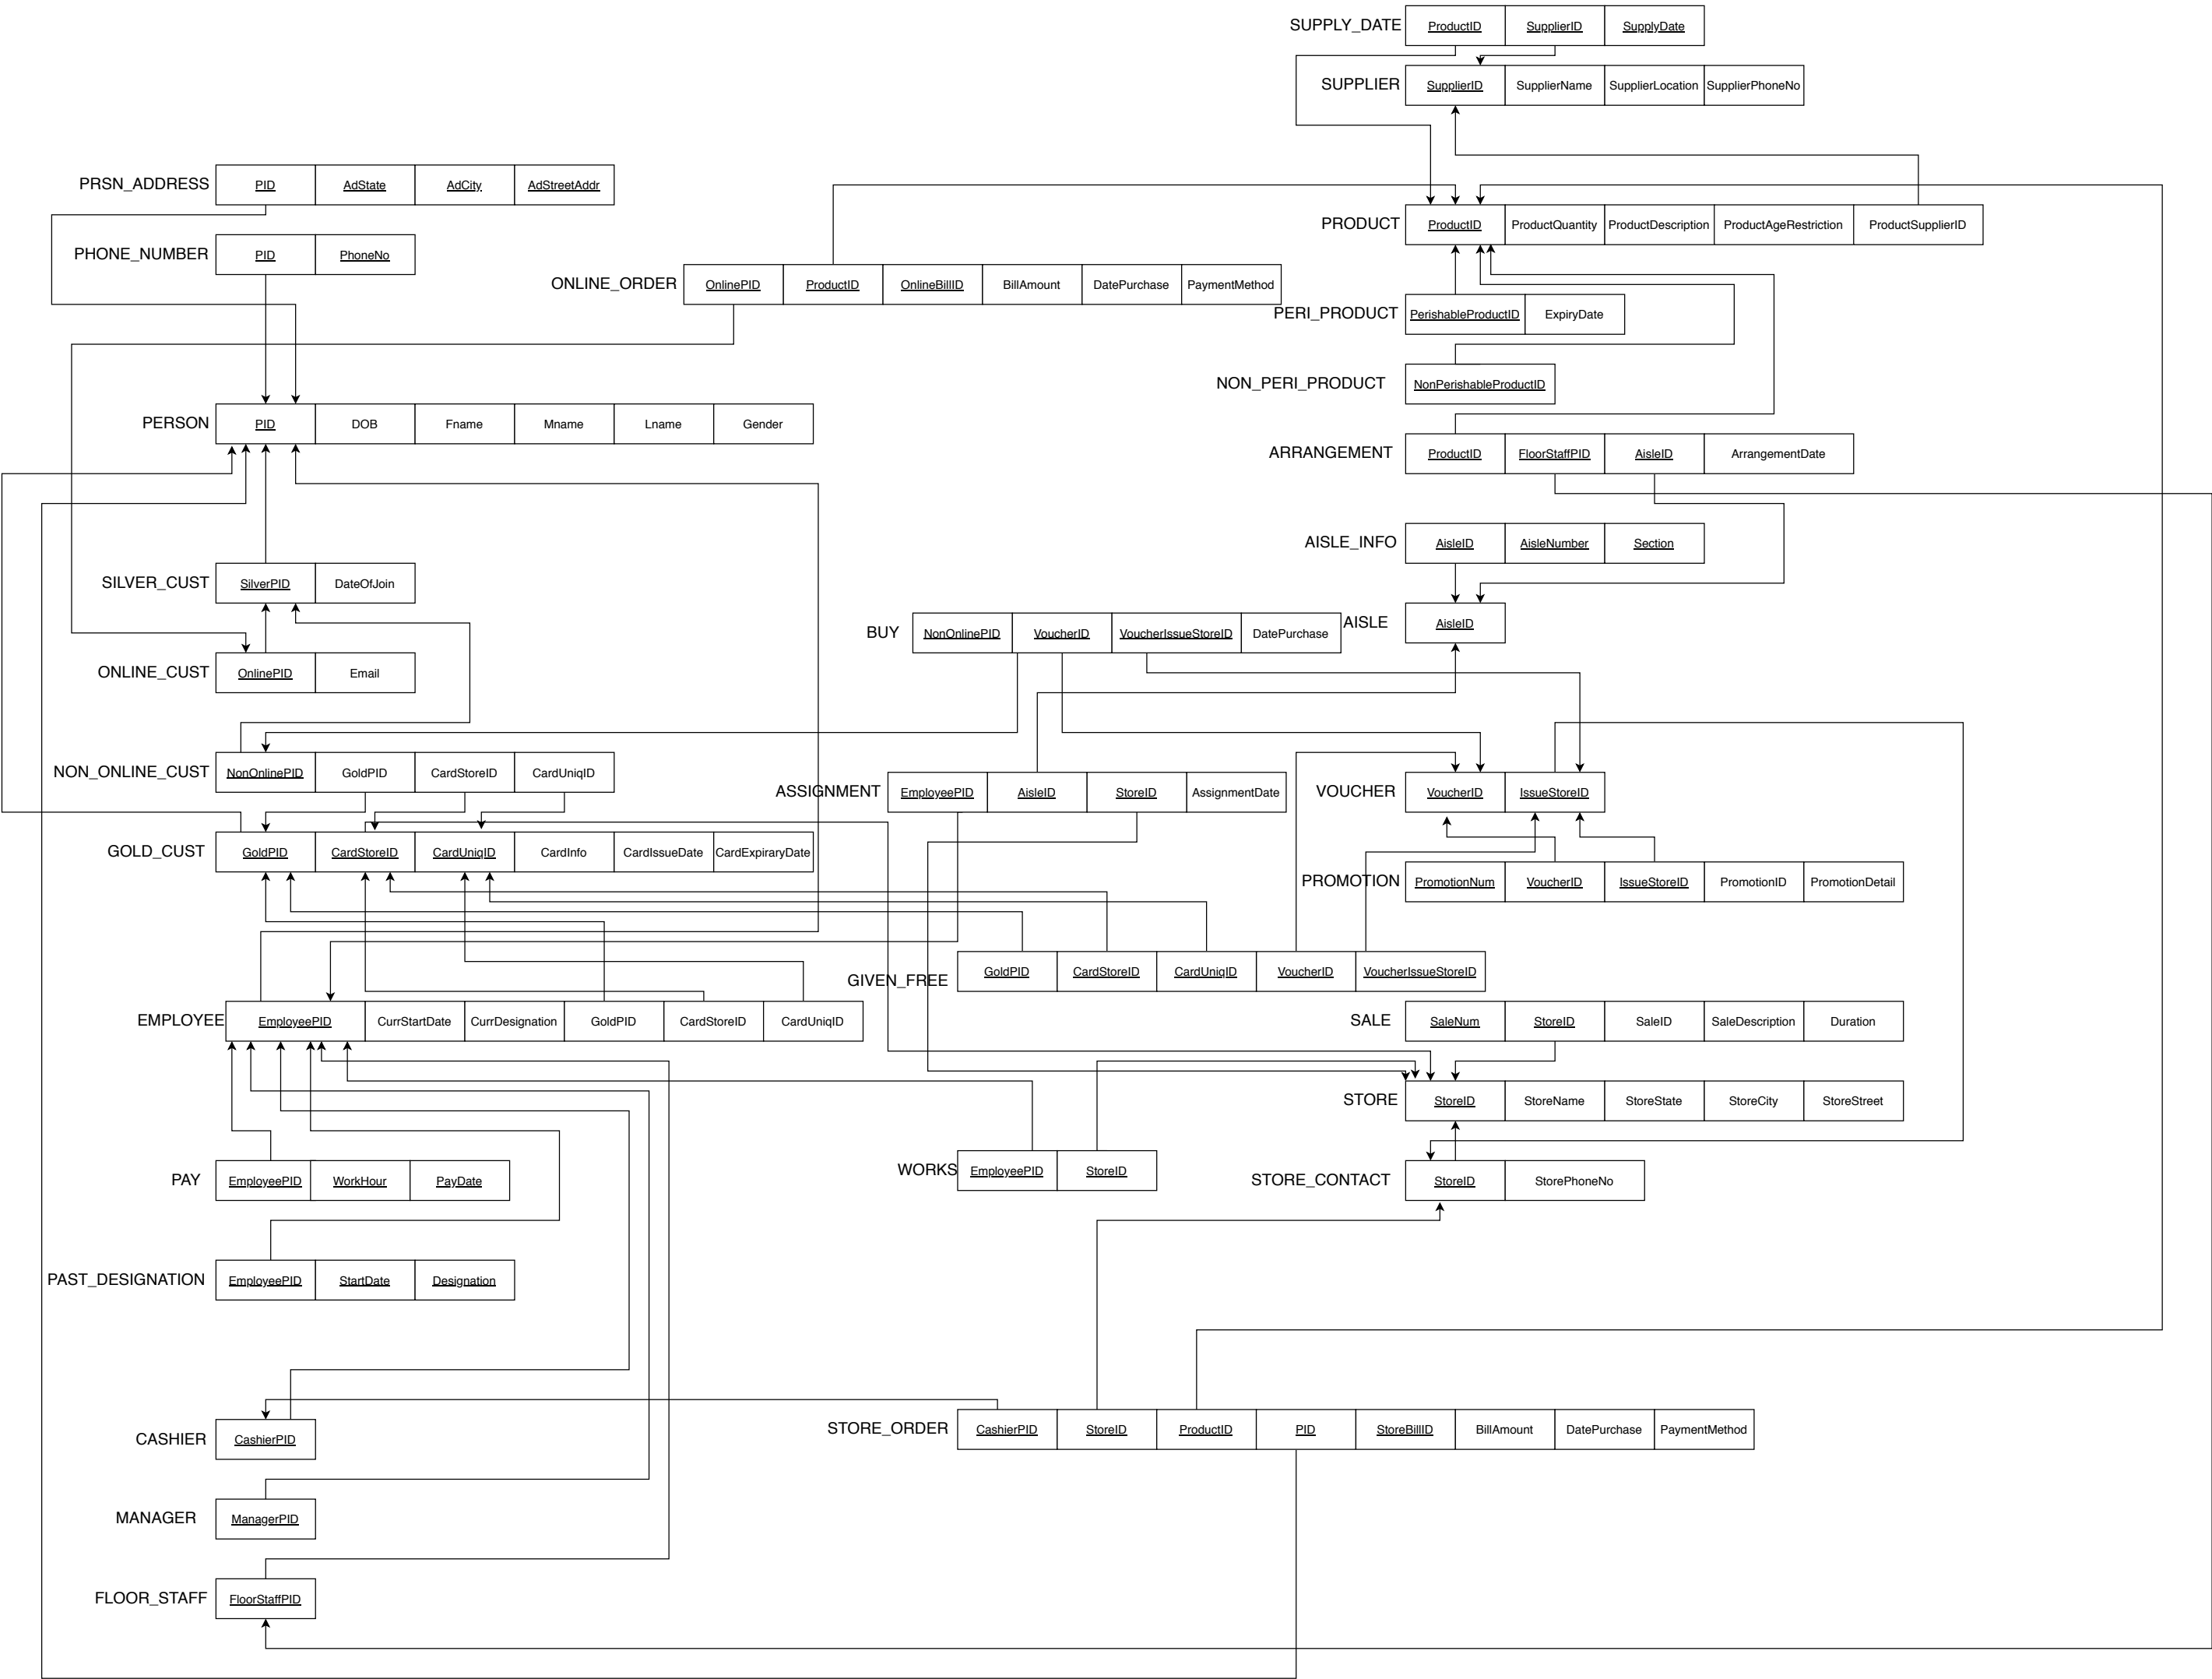 SUPPLY_DATE ProductID SupplierID SupplyDate
SUPPLIER SupplierID SupplierName SupplierLocation SupplierPhoneNo
PRSN_ADDRESS PID AdState AdCity AdStreetAddr
PRODUCT ProductID ProductQuantity ProductDescription ProductAgeRestriction ProductSupplierID
PHONE_NUMBER PID PhoneNo
ONLINE_ORDER OnlinePID ProductID OnlineBillID BillAmount DatePurchase PaymentMethod
PERI_PRODUCT PerishableProductID ExpiryDate
NON_PERI_PRODUCT NonPerishableProductID
PERSON PID DOB Fname Mname Lname Gender
ARRANGEMENT ProductID FloorStaffPID AisleID ArrangementDate
AISLE_INFO AisleID AisleNumber Section
SILVER_CUST SilverPID DateOfJoin
BUY NonOnlinePID VoucherID VoucherIssueStoreID DatePurchase
AISLE AisleID
ONLINE_CUST OnlinePID Email
NON_ONLINE_CUST NonOnlinePID GoldPID CardStoreID CardUniqID
ASSIGNMENT EmployeePID AisleID StoreID AssignmentDate
VOUCHER VoucherID IssueStoreID
GOLD_CUST GoldPID CardStoreID CardUniqID CardInfo CardIssueDate CardExpiraryDate
PROMOTION PromotionNum VoucherID IssueStoreID PromotionID PromotionDetail
GIVEN_FREE GoldPID CardStoreID CardUniqID VoucherID VoucherIssueStoreID
EMPLOYEE EmployeePID CurrStartDate CurrDesignation GoldPID CardStoreID CardUniqID
SALE SaleNum StoreID SaleID SaleDescription Duration
STORE StoreID StoreName StoreState StoreCity StoreStreet
PAY EmployeePID WorkHour PayDate
WORKS EmployeePID StoreID
STORE_CONTACT StoreID StorePhoneNo
PAST_DESIGNATION EmployeePID StartDate Designation
CASHIER CashierPID
STORE_ORDER CashierPID StoreID ProductID PID StoreBillID BillAmount DatePurchase PaymentMethod
MANAGER ManagerPID
FLOOR_STAFF FloorStaffPID